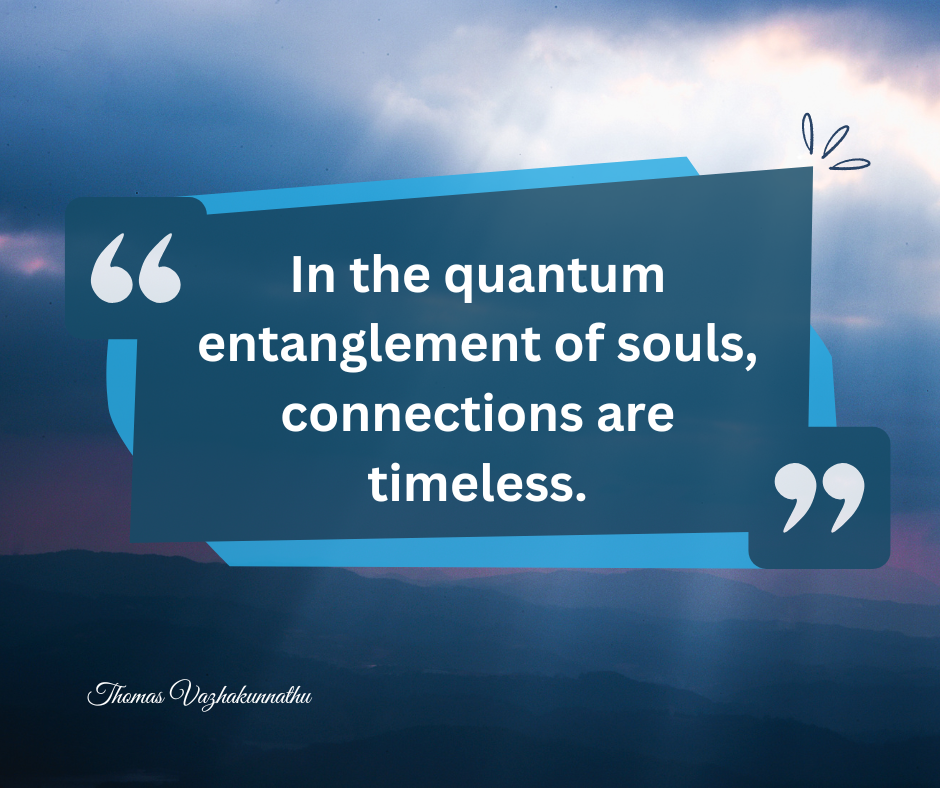 “
In the quantum
entanglement of souls,
connections are
timeless.
”
Thomas Vazhakunnathu